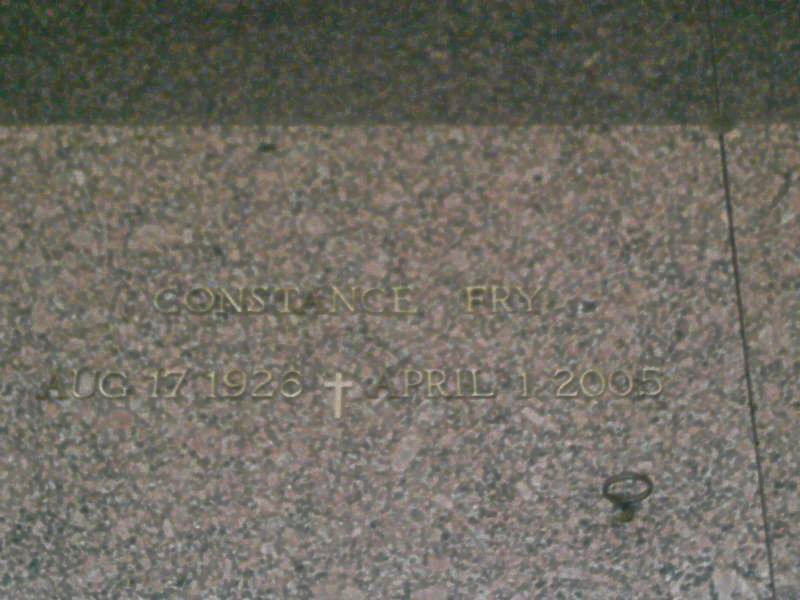 CONSTANCE FRY
AUG 17 1926 APRIL 1 2005